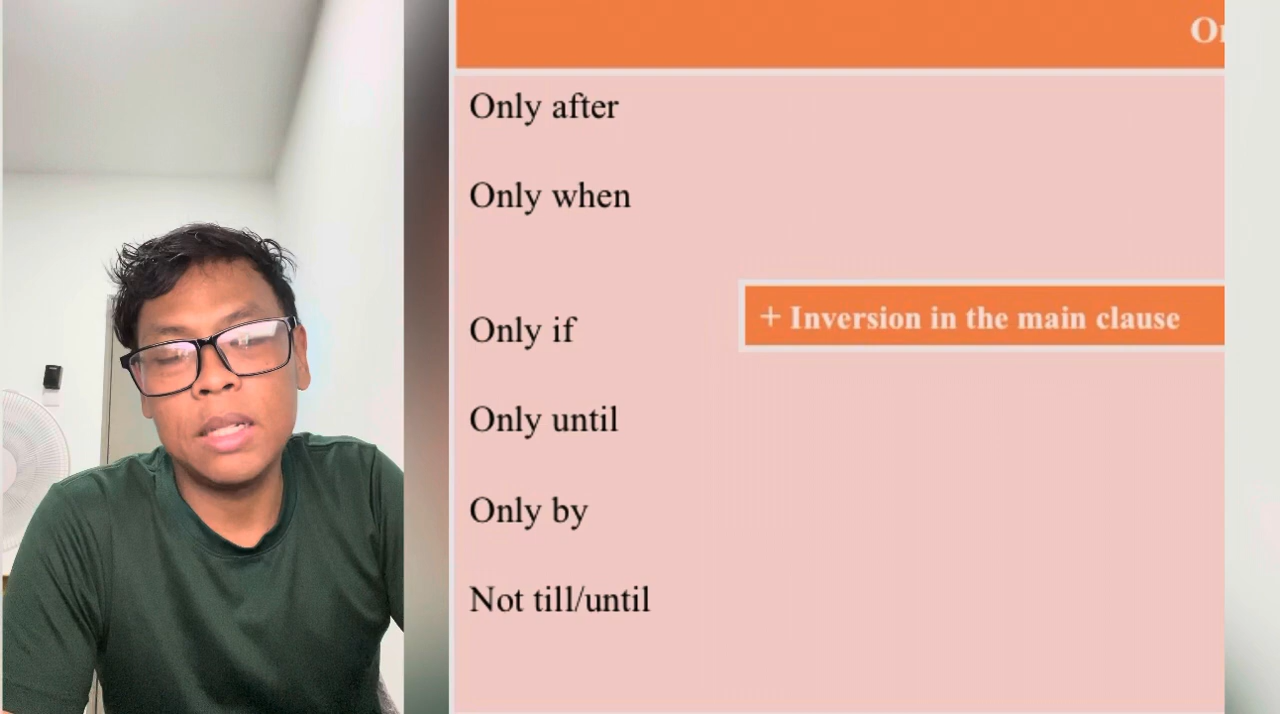 Only after
Only when
+ Inversion in the main clause
Only if
Only until
Only by
Not till/until